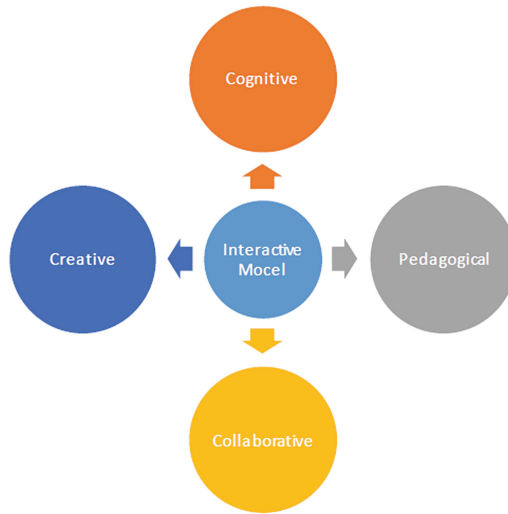 Cognitive
Creative
Interactive
Mocel
Pedagogical
Collaborative